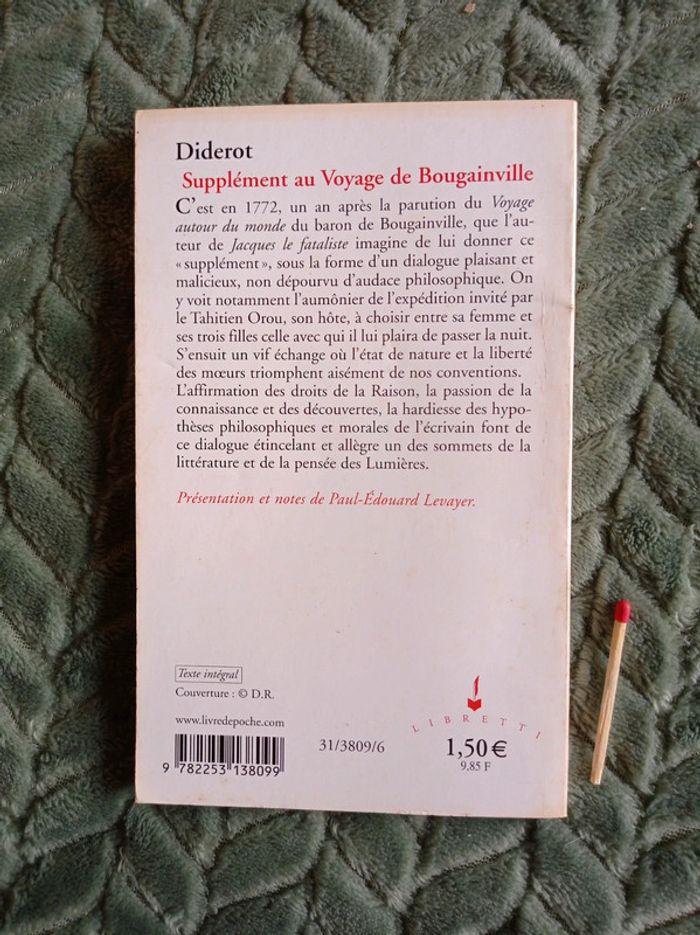 Diderot
Supplément au Voyage de Bougainville
C'est en 1772, un an après la parution du Voyage
autour du monde du baron de Bougainville, que l'au-
teur de Jacques le fataliste imagine de lui donner ce
« supplément », sous la forme d'un dialogue plaisant et
malicieux, non dépourvu d'audace philosophique. On
y voit notamment l'aumônier de l'expédition invité par
le Tahitien Orou, son hôte, à choisir entre sa femme et
ses trois filles celle avec qui il lui plaira de passer la nuit.
S'ensuit un vif échange où l'état de nature et la liberté
des mœurs triomphent aisément de nos conventions.
L'affirmation des droits de la Raison, la passion de la
connaissance et des découvertes, la hardiesse des hypo-
thèses philosophiques et morales de l'écrivain font de
ce dialogue étincelant et allègre un des sommets de la
littérature et de la pensée des Lumières.
Présentation et notes de Paul-Édouard Levayer.
Texte intégral
Couverture : © D.R.
www.livredepoche.com
LIBRETTI
31/3809/6
1,50 €
9,85 F
9 782253 138099